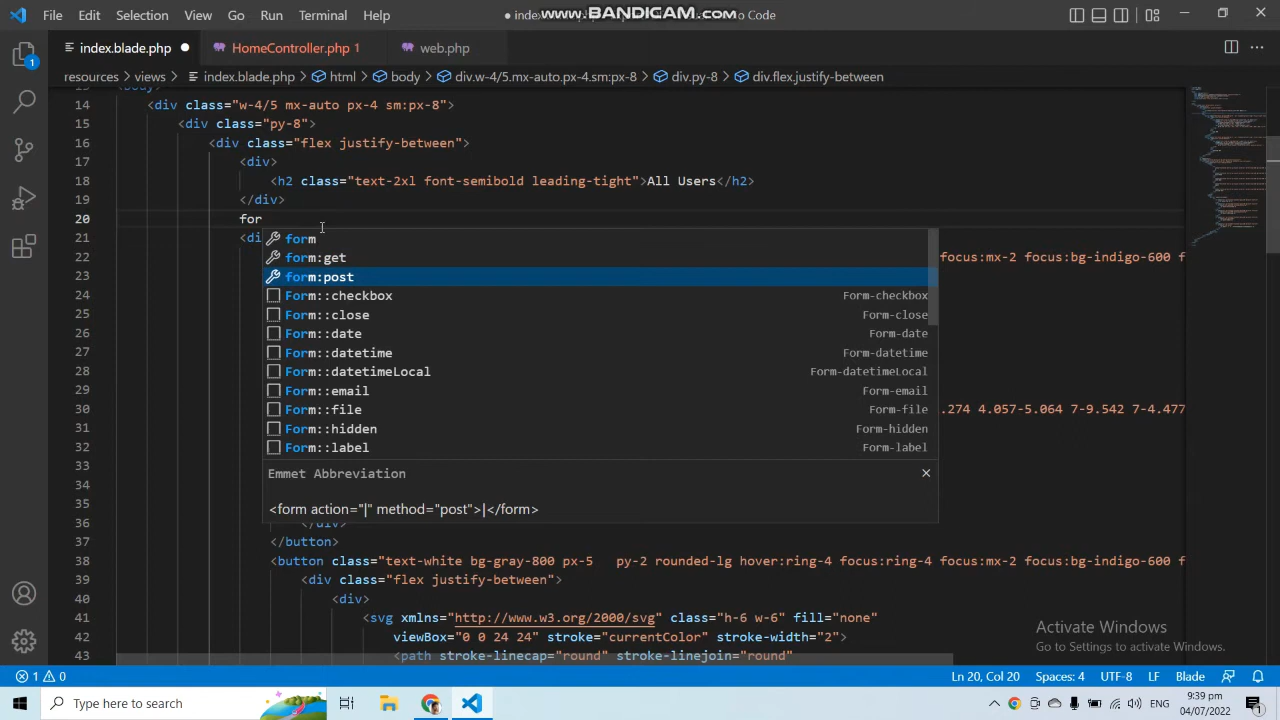 File Edit Selection View Go Run Terminal Help
● index
www.BANDICAM.com
o Code
index.blade.php ● HomeController.php 1 web.php
resources > views > index.blade.php > html > body > div.w-4/5.mx-auto.px-4.sm:px-8 > div.py-8 > div.flex.justify-between
13 <body>
14 <div class="w-4/5 mx-auto px-4 sm:px-8">
15 <div class="py-8">
16 <div class="flex justify-between">
17 <div>
18 <h2 class="text-2xl font-semibold leading-tight">All Users</h2>
19 </div>
20 for
21 <di
form
22 focus:mx-2 focus:bg-indigo-600 f
form:get
23
form:post
24
Form::checkbox Form-checkbox
25
Form::close Form-close
26
Form::date Form-date
27
Form::datetime Form-datetime
28
Form::datetimeLocal Form-datetimeLocal
29
Form::email Form-email
30 .274 4.057-5.064 7-9.542 7-4.477
Form::file Form-file
31
Form::hidden Form-hidden
32
Form::label Form-label
33
Emmet Abbreviation
34
35
<form action="|" method="post">|</form>
36 </div>
37 </button>
38 <button class="text-white bg-gray-800 px-5 py-2 rounded-lg hover:ring-4 focus:ring-4 focus:mx-2 focus:bg-indigo-600 f
39 <div class="flex justify-between">
40 <div>
41 <svg xmlns="http://www.w3.org/2000/svg" class="h-6 w-6" fill="none"
42 viewBox="0 0 24 24" stroke="currentColor" stroke-width="2">
43 <path stroke-linecap="round" stroke-linejoin="round"
Activate Windows
Go to Settings to activate Windows.
1 0 Ln 20, Col 20 Spaces: 4 UTF-8 LF Blade
Type here to search
ENG
9:39 pm
04/07/2022
1